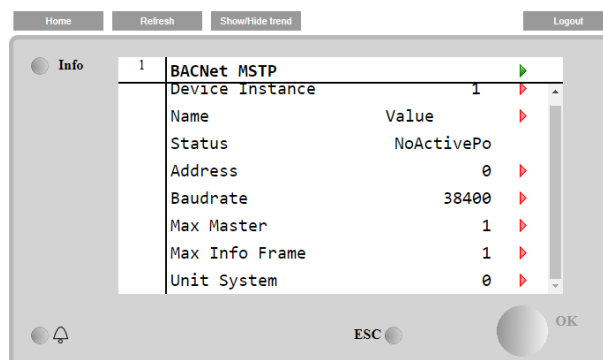 Home Refresh Show/Hide trend Logout
Info
1 BACNet MSTP
Device Instance 1
Name Value
Status NoActivePo
Address 0
Baudrate 38400
Max Master 1
Max Info Frame 1
Unit System 0
ESC OK